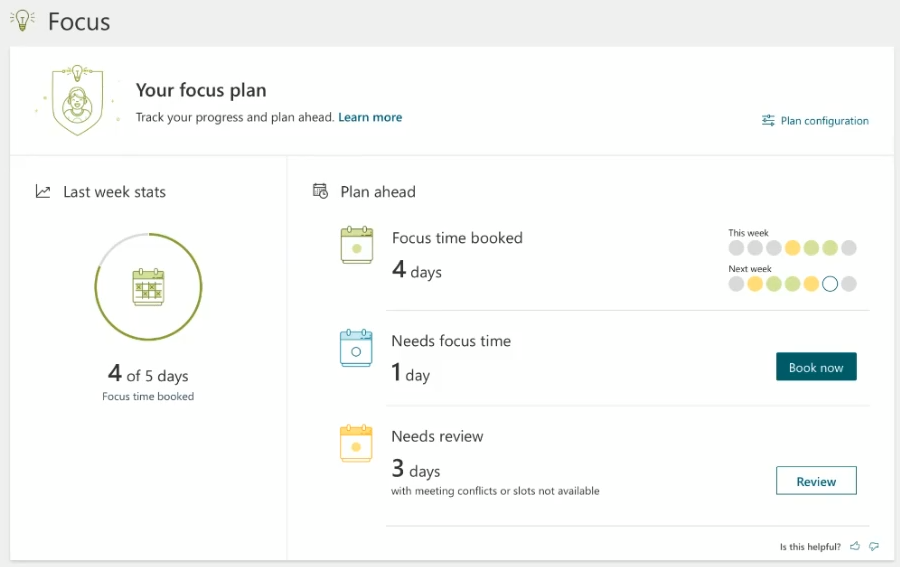 Focus
Your focus plan
Track your progress and plan ahead. Learn more
Plan configuration
Last week stats
4 of 5 days
Focus time booked
Plan ahead
Focus time booked
4 days
This week
Next week
Needs focus time
1 day
Book now
Needs review
3 days
with meeting conflicts or slots not available
Review
Is this helpful?